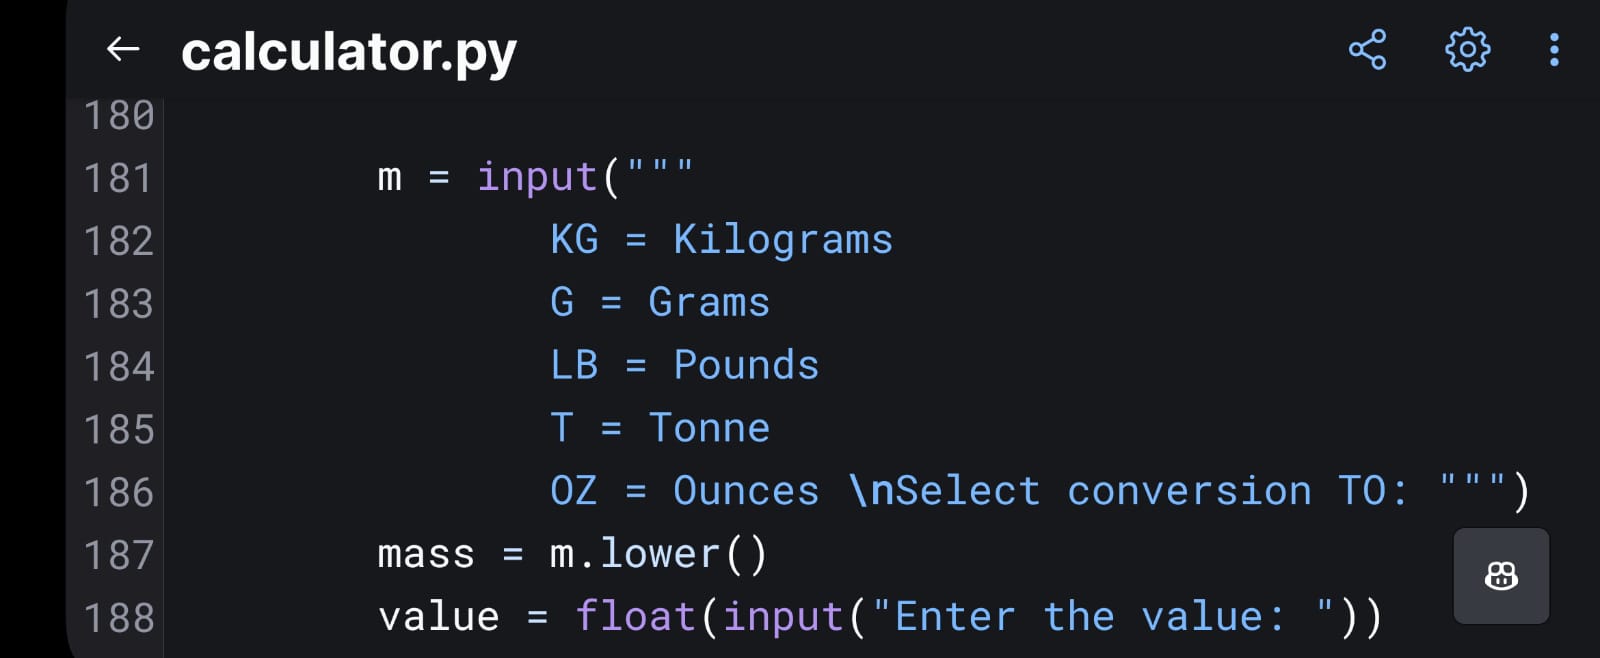 calculator.py
180
181 m = input("""
182 KG = Kilograms
183 G = Grams
184 LB = Pounds
185 T = Tonne
186 OZ = Ounces \nSelect conversion TO: """)
187 mass = m.lower()
188 value = float(input("Enter the value: "))